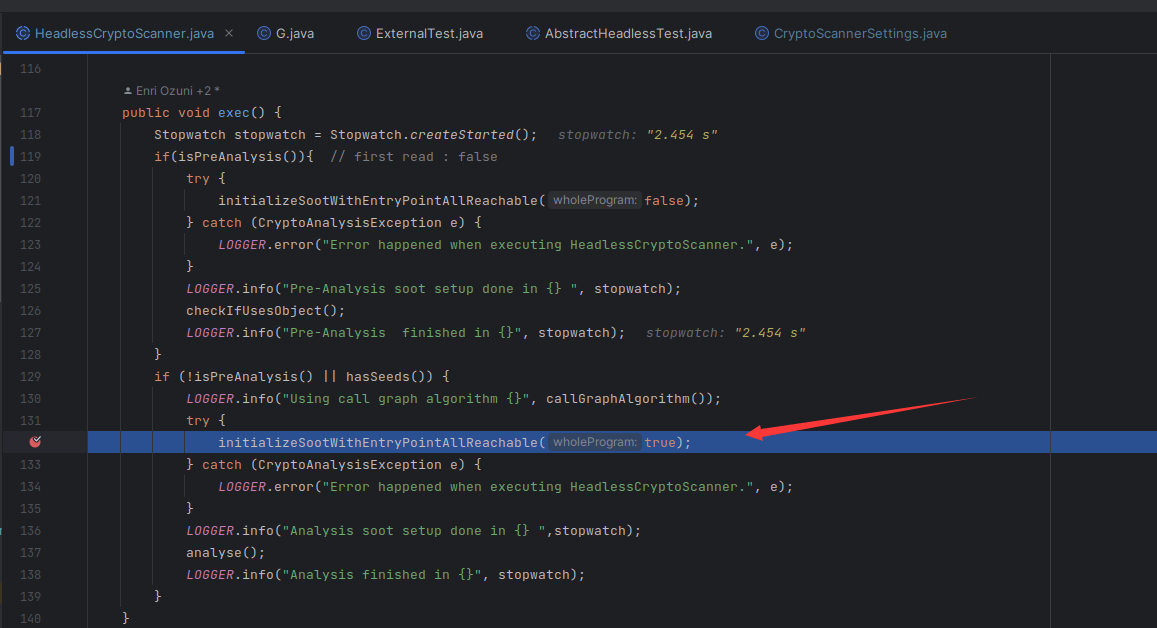 HeadlessCryptoScanner.java × G.java ExternalTest.java AbstractHeadlessTest.java CryptoScannerSettings.java
116
Enri Ozuni +2 *
117 public void exec() {
118 Stopwatch stopwatch = Stopwatch.createStarted(); stopwatch: "2.454 s"
119 if(isPreAnalysis()){ // first read : false
120 try {
121 initializeSootWithEntryPointAllReachable( wholeProgram: false);
122 } catch (CryptoAnalysisException e) {
123 LOGGER.error("Error happened when executing HeadlessCryptoScanner.", e);
124 }
125 LOGGER.info("Pre-Analysis soot setup done in {} ", stopwatch);
126 checkIfUsesObject();
127 LOGGER.info("Pre-Analysis  finished in {}", stopwatch); stopwatch: "2.454 s"
128 }
129 if (!isPreAnalysis() || hasSeeds()) {
130 LOGGER.info("Using call graph algorithm {}", callGraphAlgorithm());
131 try {
initializeSootWithEntryPointAllReachable( wholeProgram: true);
133 } catch (CryptoAnalysisException e) {
134 LOGGER.error("Error happened when executing HeadlessCryptoScanner.", e);
135 }
136 LOGGER.info("Analysis soot setup done in {} ",stopwatch);
137 analyse();
138 LOGGER.info("Analysis finished in {}", stopwatch);
139 }
140 }